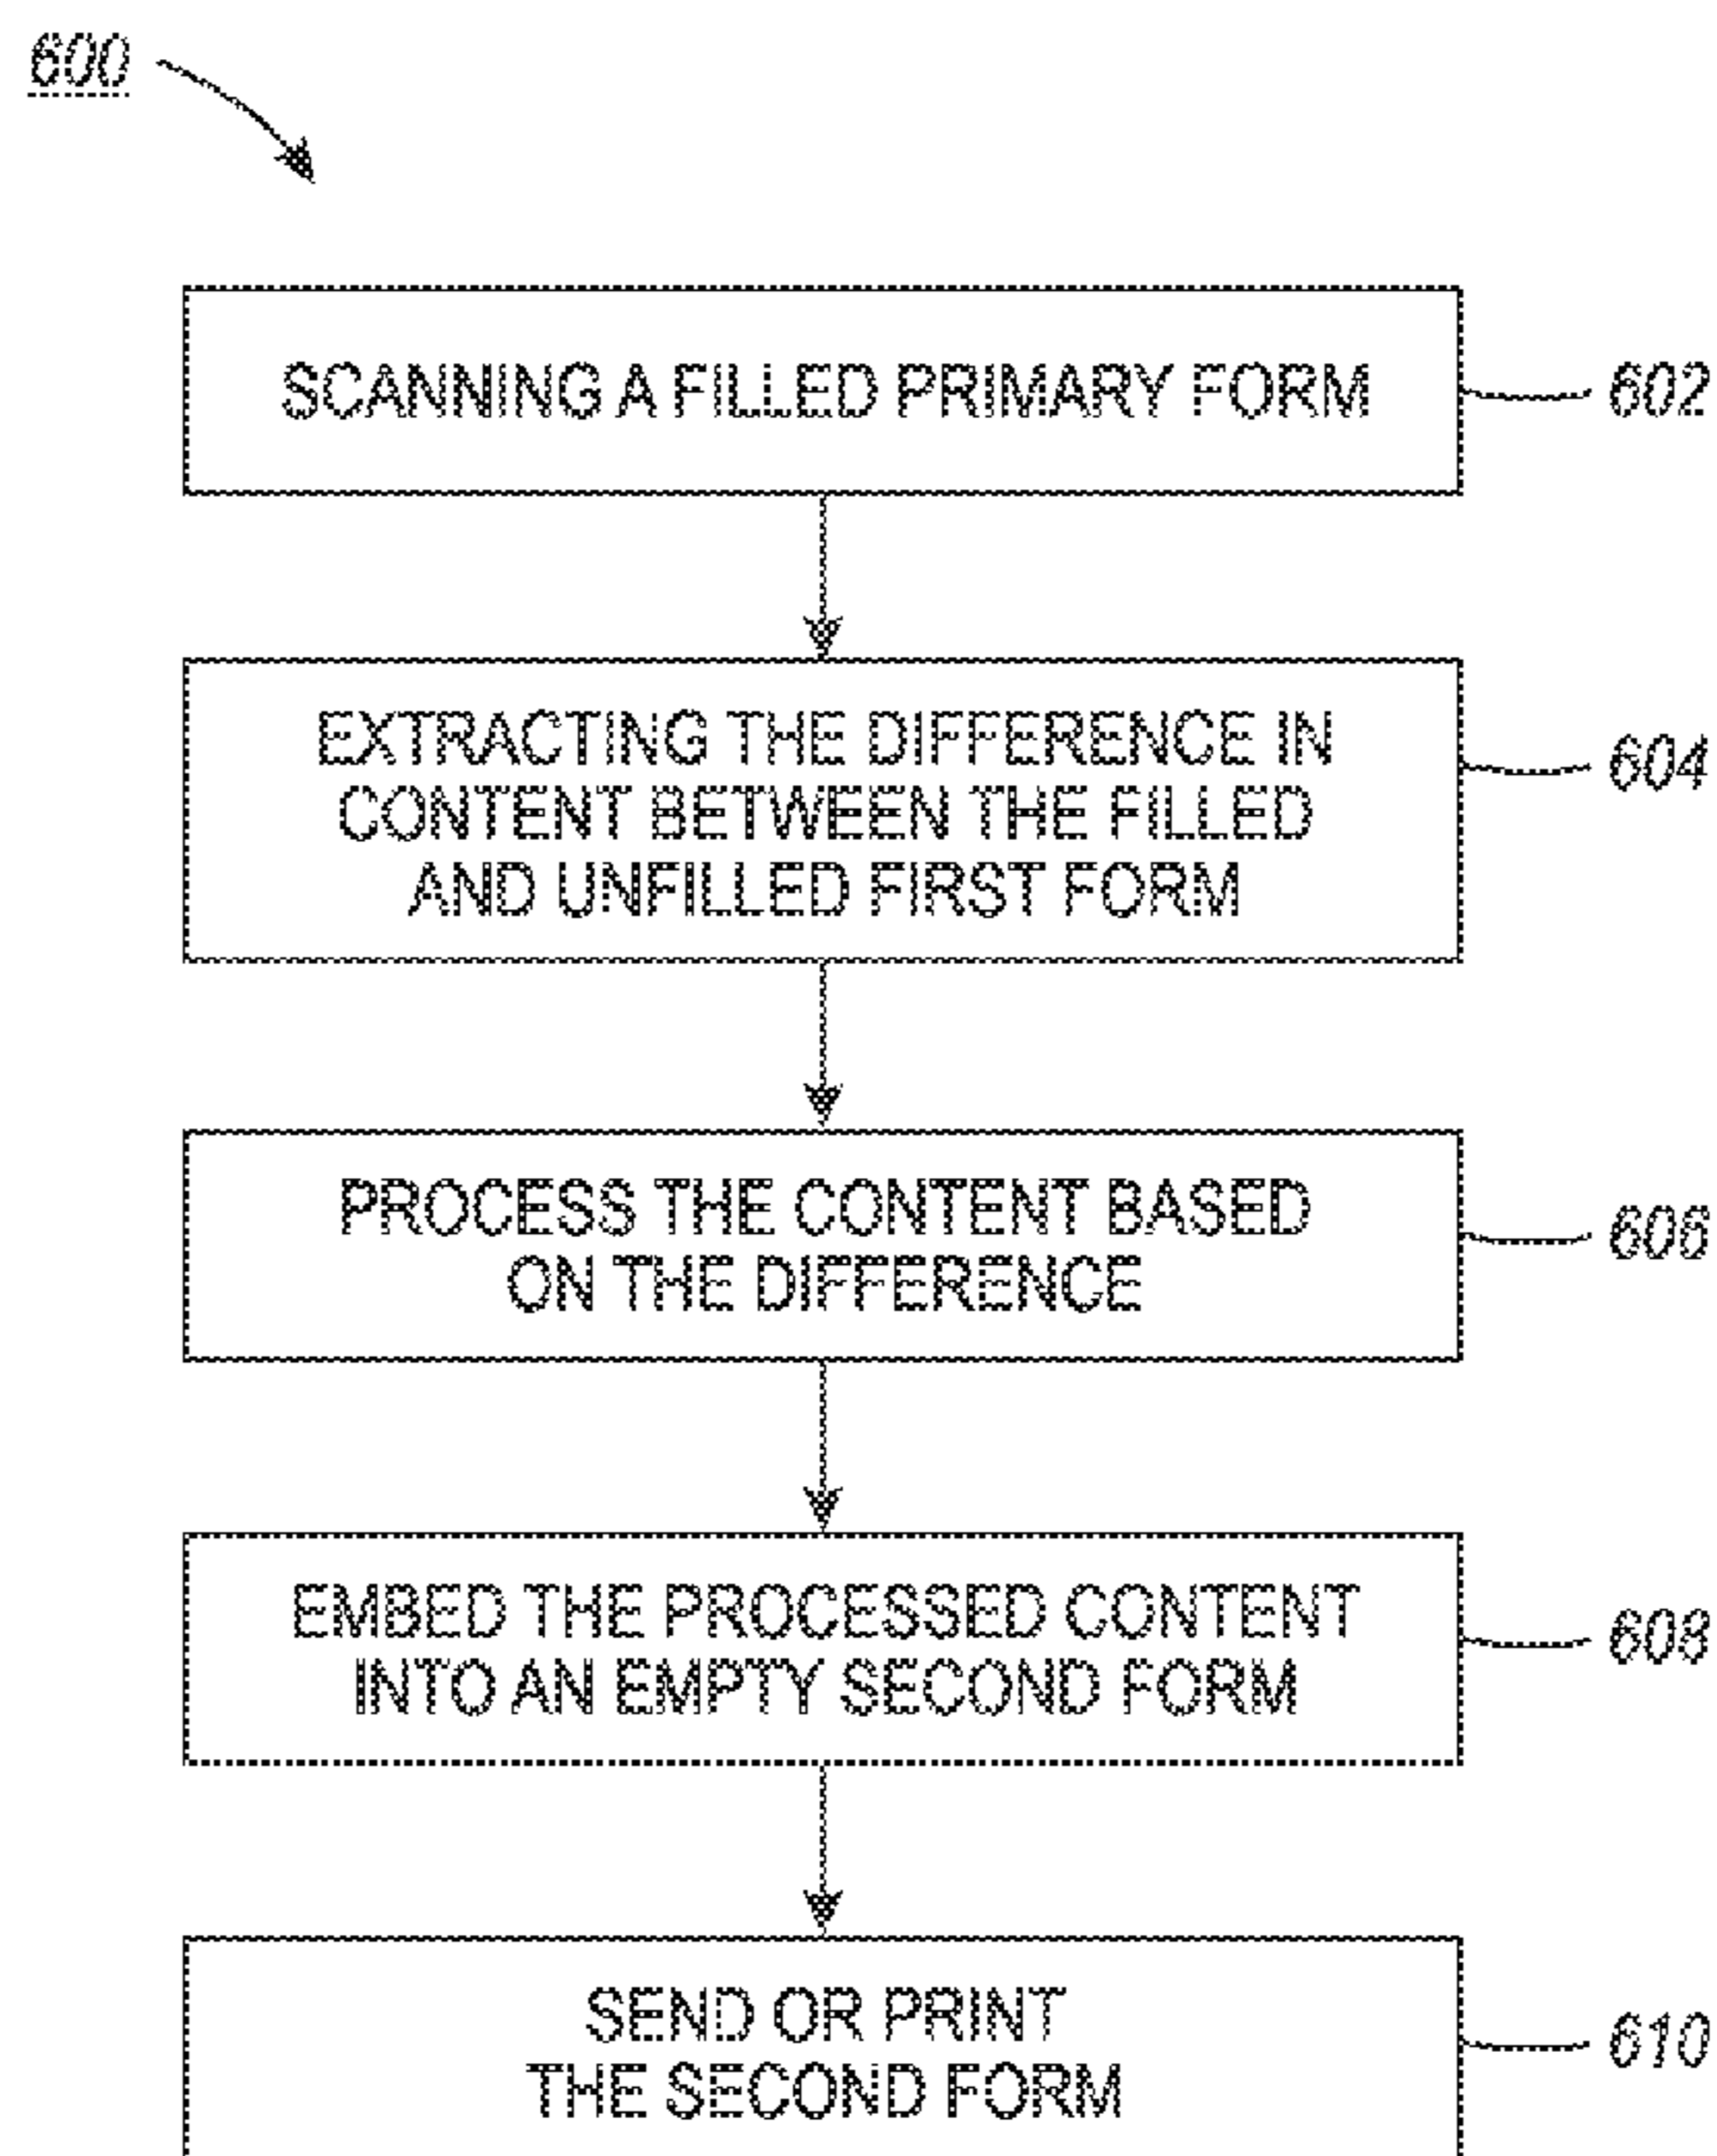 600
SCANNING A FILLED PRIMARY FORM
602
EXTRACTING THE DIFFERENCE IN
CONTENT BETWEEN THE FILLED
AND UNFILLED FIRST FORM
604
PROCESS THE CONTENT BASED
ON THE DIFFERENCE
606
EMBED THE PROCESSED CONTENT
INTO AN EMPTY SECOND FORM
608
SEND OR PRINT
THE SECOND FORM
610